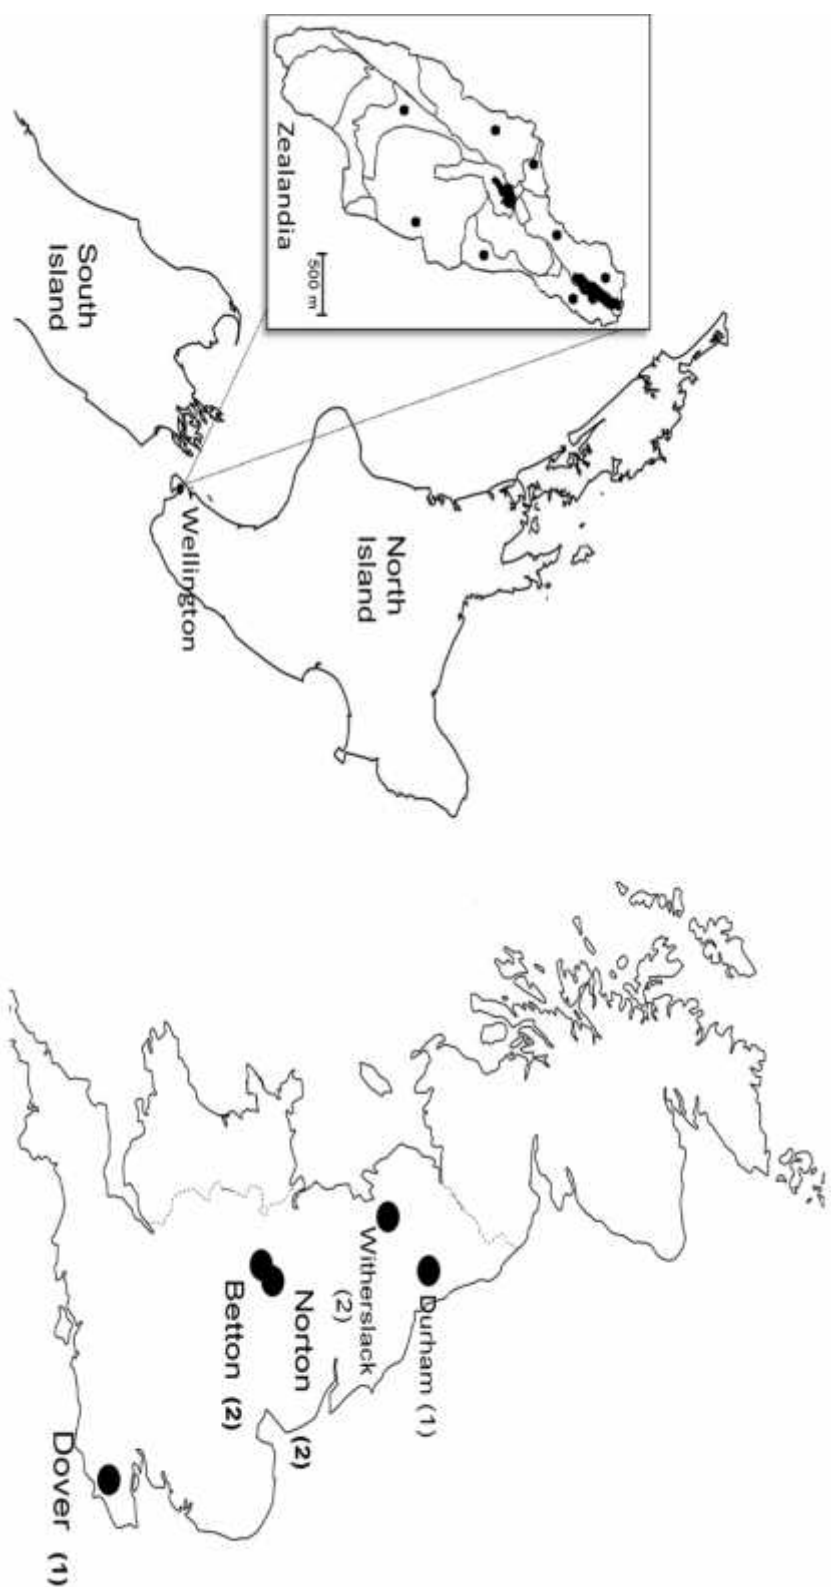 Zealandia
500 m
South
Island
North
Island
Wellington
Durham (1)
Witherslack
(2)
Norton (2)
Betton (2)
Dover (1)